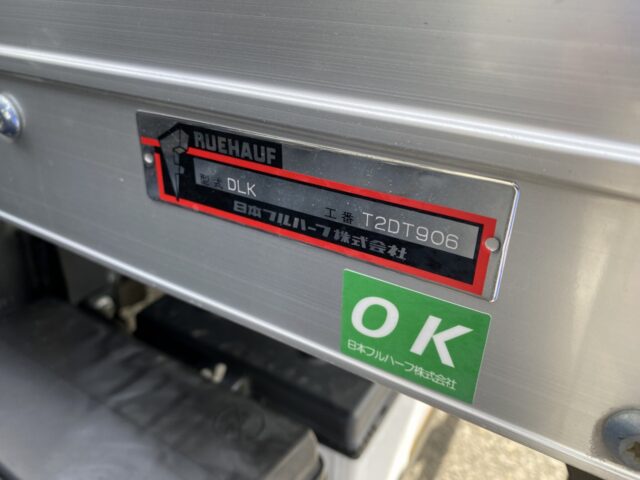 RUEHAUF
型式 DLK
工番 T2DT906
日本フルハーフ株式会社
OK
日本フルハーフ株式会社